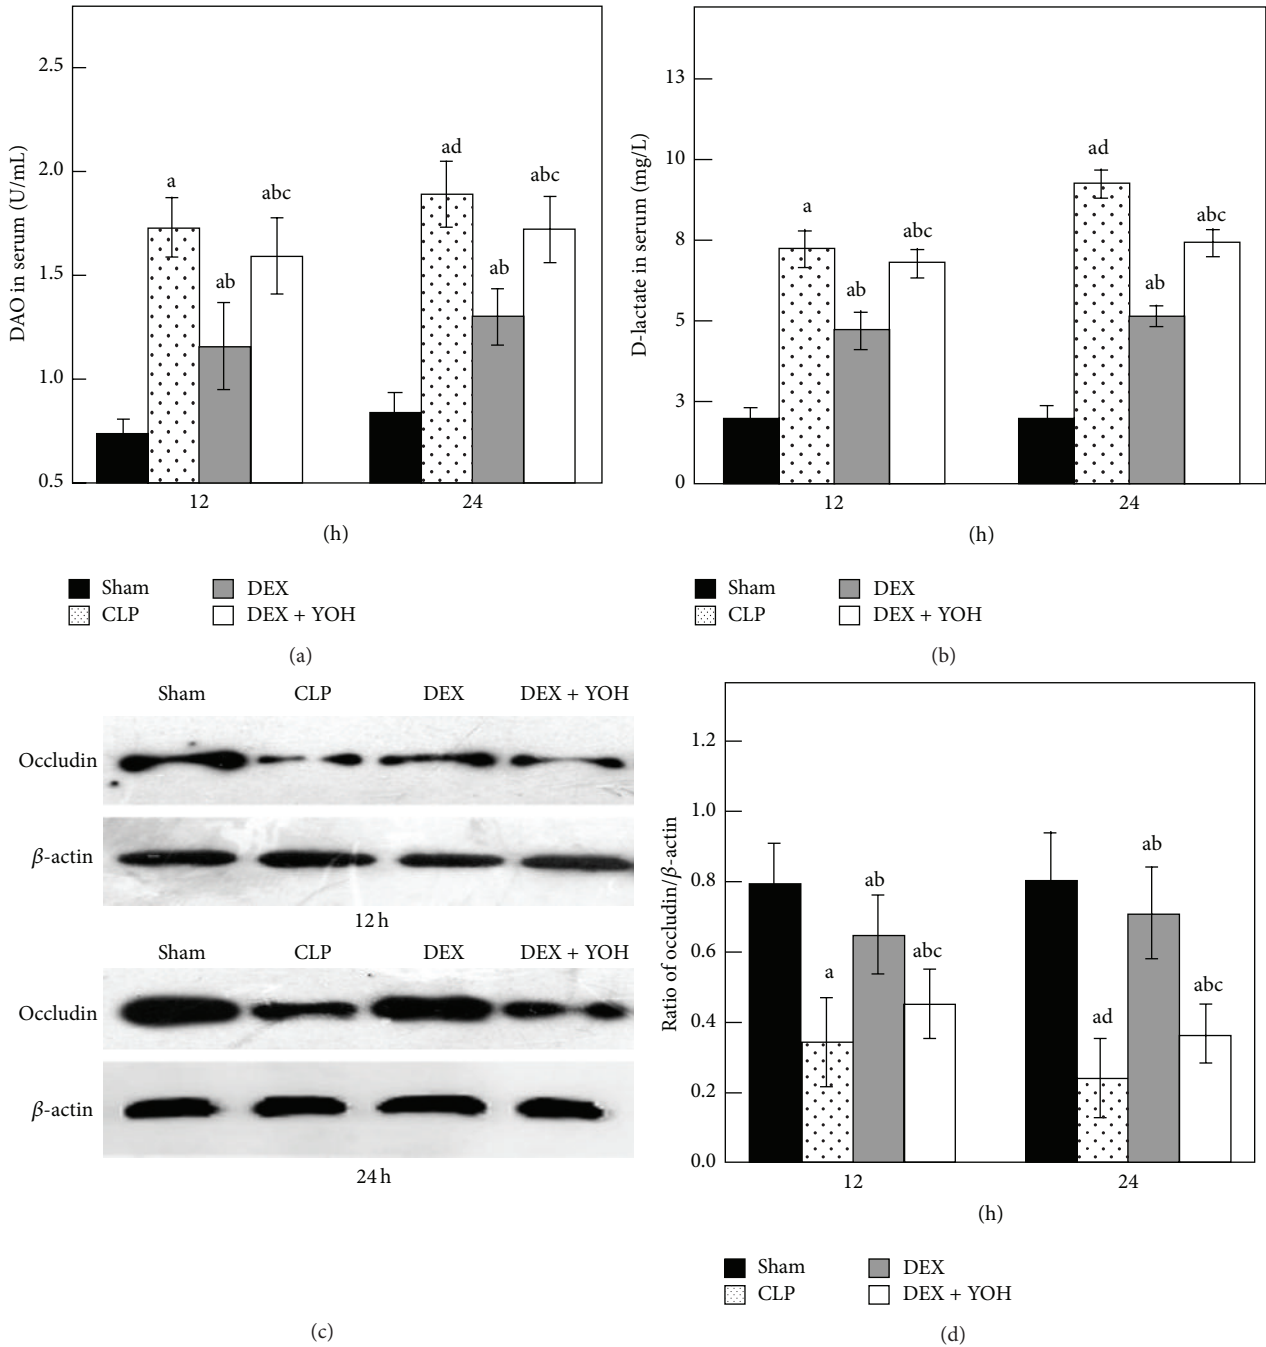 DAO in serum (U/mL)
2.5
2.0
1.5
1.0
0.5
a
ab
abc
ad
ab
abc
12
24
(h)
Sham
DEX
CLP
DEX + YOH
(a)
D-lactate in serum (mg/L)
13
10
8
5
3
0
a
ab
abc
ad
ab
abc
12
24
(h)
Sham
DEX
CLP
DEX + YOH
(b)
Sham CLP DEX DEX + YOH
Occludin
β-actin
12 h
Sham CLP DEX DEX + YOH
Occludin
β-actin
24 h
(c)
Ratio of occludin/β-actin
1.2
1.0
0.8
0.6
0.4
0.2
0.0
a
ab
abc
ad
ab
abc
12
24
(h)
Sham
DEX
CLP
DEX + YOH
(d)